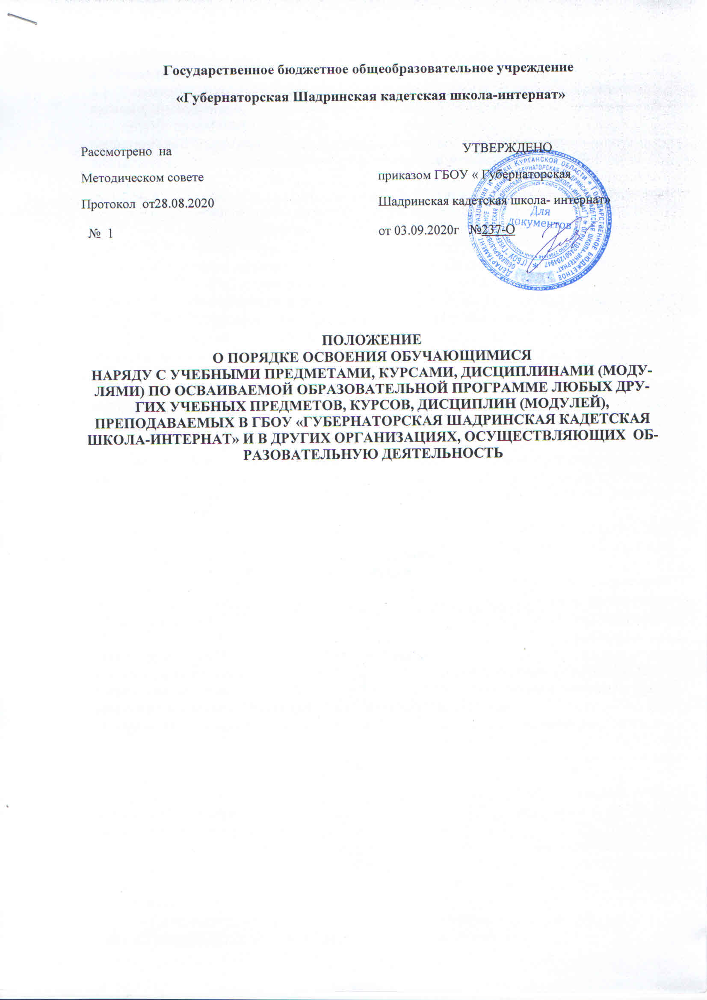 Государственное бюджетное общеобразовательное учреждение
«Губернаторская Шадринская кадетская школа-интернат»
Рассмотрено на
Методическом совете
Протокол от28.08.2020
№ 1
УТВЕРЖДЕНО
приказом ГБОУ « Губернаторская
Шадринская кадетская школа- интернат»
от 03.09.2020г №237-О
Для
документов
ПОЛОЖЕНИЕ
О ПОРЯДКЕ ОСВОЕНИЯ ОБУЧАЮЩИМИСЯ
НАРЯДУ С УЧЕБНЫМИ ПРЕДМЕТАМИ, КУРСАМИ, ДИСЦИПЛИНАМИ (МОДУ-
ЛЯМИ) ПО ОСВАИВАЕМОЙ ОБРАЗОВАТЕЛЬНОЙ ПРОГРАММЕ ЛЮБЫХ ДРУ-
ГИХ УЧЕБНЫХ ПРЕДМЕТОВ, КУРСОВ, ДИСЦИПЛИН (МОДУЛЕЙ),
ПРЕПОДАВАЕМЫХ В ГБОУ «ГУБЕРНАТОРСКАЯ ШАДРИНСКАЯ КАДЕТСКАЯ
ШКОЛА-ИНТЕРНАТ» И В ДРУГИХ ОРГАНИЗАЦИЯХ, ОСУЩЕСТВЛЯЮЩИХ ОБ-
РАЗОВАТЕЛЬНУЮ ДЕЯТЕЛЬНОСТЬ